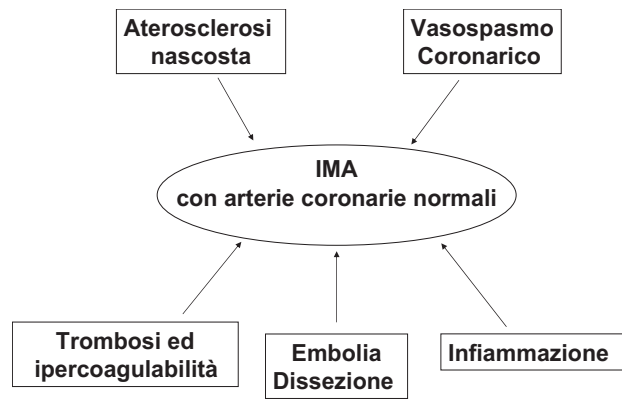 Aterosclerosi
nascosta
Vasospasmo
Coronarico
IMA
con arterie coronarie normali
Trombosi ed
ipercoagulabilità
Embolia
Dissezione
Infiammazione